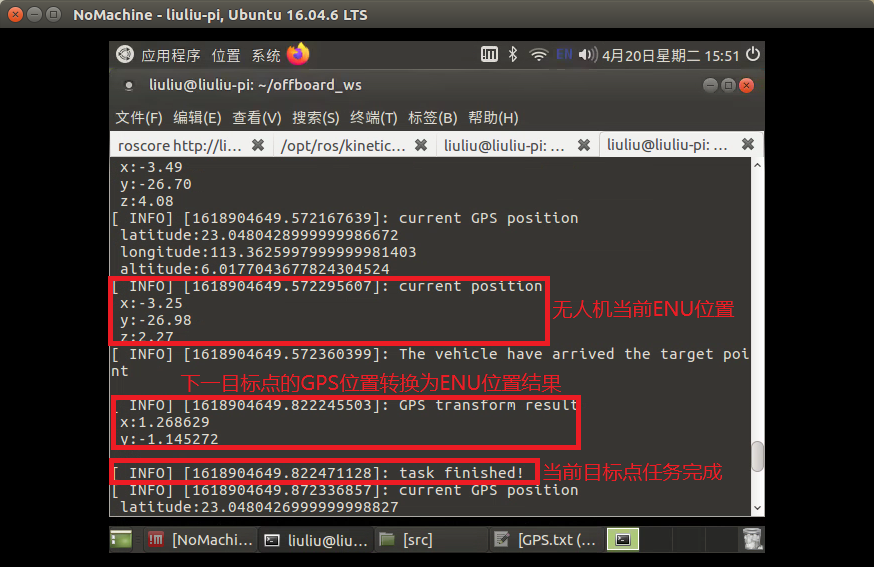 NoMachine - liuliu-pi, Ubuntu 16.04.6 LTS
应用程序 位置 系统 EN 4月20日星期二 15:51
liuliu@liuliu-pi: ~/offboard_ws
文件(F) 编辑(E) 查看(V) 搜索(S) 终端(T) 标签(B) 帮助(H)
roscore http://li... /opt/ros/kinetic... liuliu@liuliu-pi: ... liuliu@liuliu-pi: ...
x:-3.49
y:-26.70
z:4.08
[ INFO] [1618904649.572167639]: current GPS position
latitude:23.0480428999999986672
longitude:113.3625997999999981403
altitude:6.0177043677824304524
[ INFO] [1618904649.572295607]: current position
x:-3.25
无人机当前ENU位置
y:-26.98
z:2.27
[ INFO] [1618904649.572360399]: The vehicle have arrived the target poi
nt
下一目标点的GPS位置转换为ENU位置结果
[ INFO] [1618904649.822245503]: GPS transform result
x:1.268629
y:-1.145272
[ INFO] [1618904649.822471128]: task finished! 当前目标点任务完成
[ INFO] [1618904649.872336857]: current GPS position
latitude:23.0480426999999998827
[NoMachi... liuliu@liu... [src] [GPS.txt (...